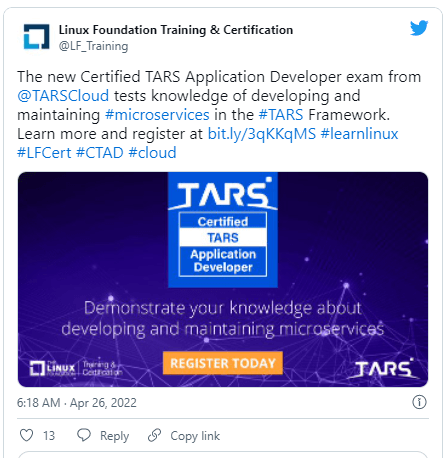 Linux Foundation Training & Certification
@LF_Training
The new Certified TARS Application Developer exam from
@TARSCloud tests knowledge of developing and
maintaining #microservices in the #TARS Framework.
Learn more and register at bit.ly/3qKKqMS #learnlinux
#LFCert #CTAD #cloud
TARS
Certified
TARS
Application
Developer
Demonstrate your knowledge about
developing and maintaining microservices
REGISTER TODAY
THE LINUX FOUNDATION
Training &
Certification
TARS
6:18 AM · Apr 26, 2022
13
Reply
Copy link